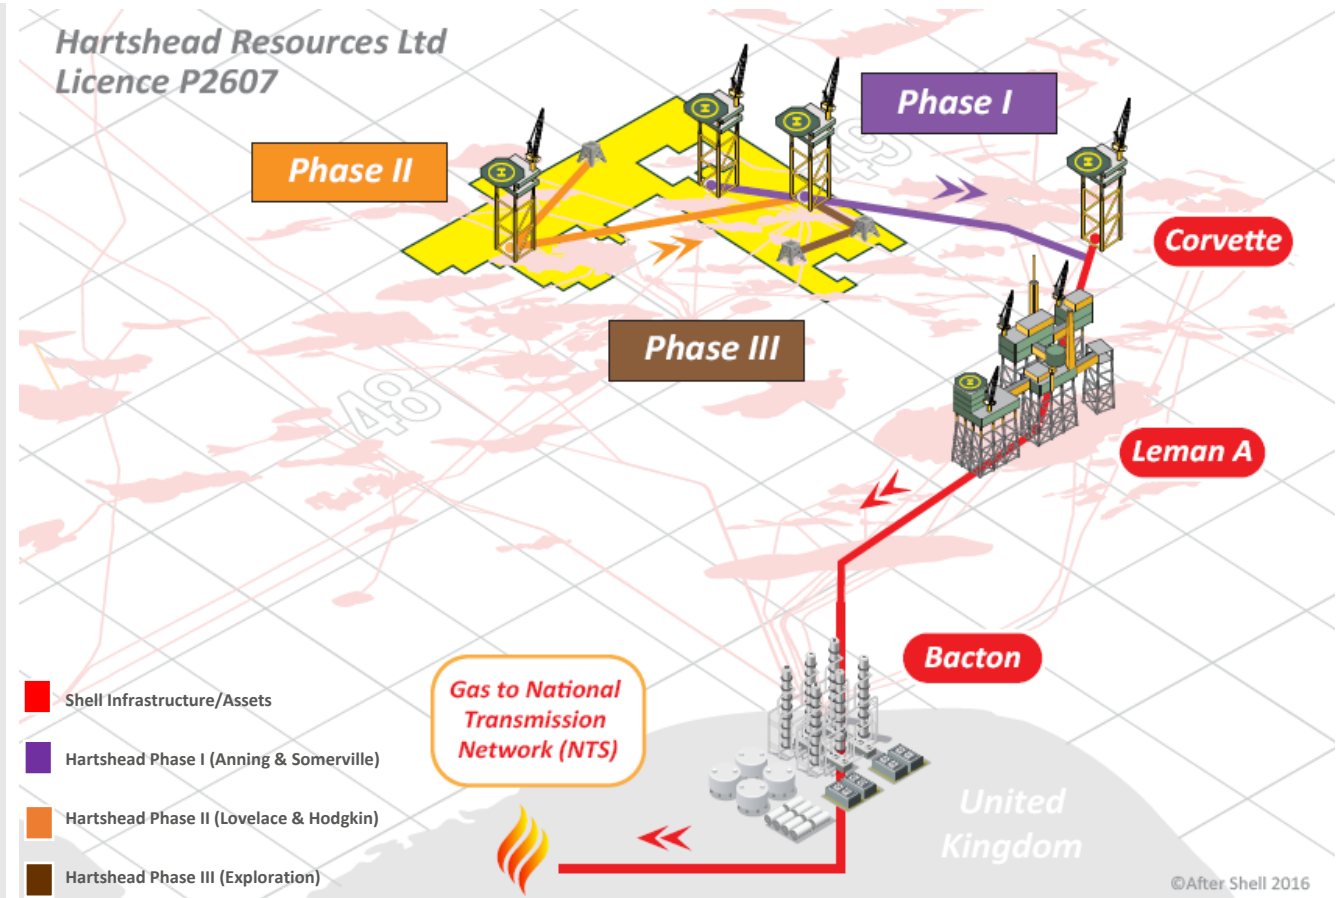 Hartshead Resources Ltd
Licence P2607
Phase I
49
Phase II
H
H
H
H
Corvette
Phase III
48
H
Leman A
Bacton
Gas to National
Transmission
Network (NTS)
Shell Infrastructure/Assets
Hartshead Phase I (Anning & Somerville)
Hartshead Phase II (Lovelace & Hodgkin)
Hartshead Phase III (Exploration)
United
Kingdom
©After Shell 2016